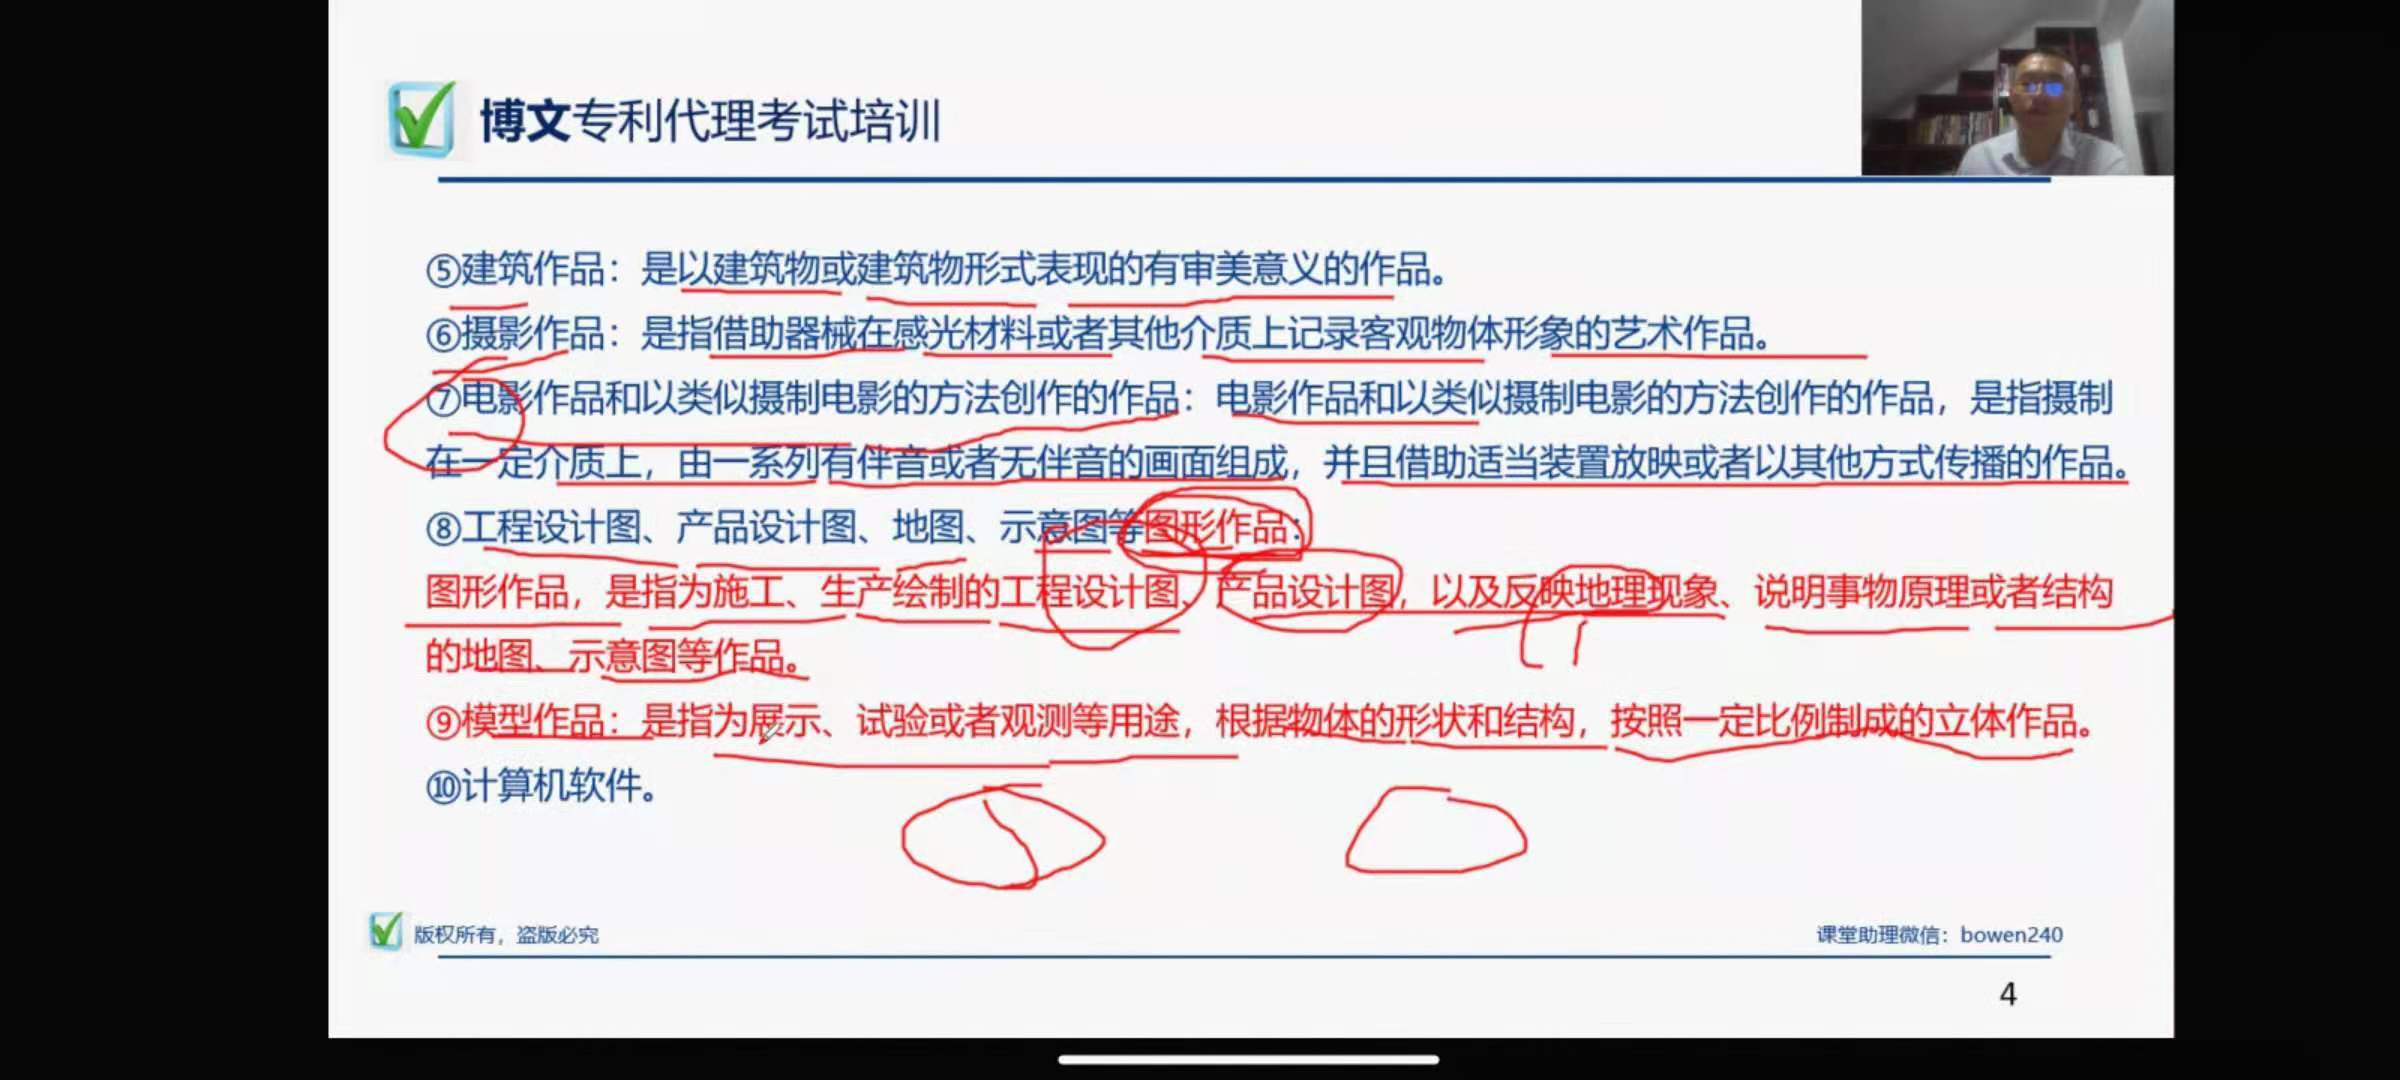 博文专利代理考试培训
⑤建筑作品：是以建筑物或建筑物形式表现的有审美意义的作品。
⑥摄影作品：是指借助器械在感光材料或者其他介质上记录客观物体形象的艺术作品。
⑦电影作品和以类似摄制电影的方法创作的作品：电影作品和以类似摄制电影的方法创作的作品，是指摄制
在一定介质上，由一系列有伴音或者无伴音的画面组成，并且借助适当装置放映或者以其他方式传播的作品。
⑧工程设计图、产品设计图、地图、示意图等图形作品：
图形作品，是指为施工、生产绘制的工程设计图、产品设计图，以及反映地理现象、说明事物原理或者结构
的地图、示意图等作品。
⑨模型作品：是指为展示、试验或者观测等用途，根据物体的形状和结构，按照一定比例制成的立体作品。
⑩计算机软件。
版权所有，盗版必究
课堂助理微信：bowen240
4